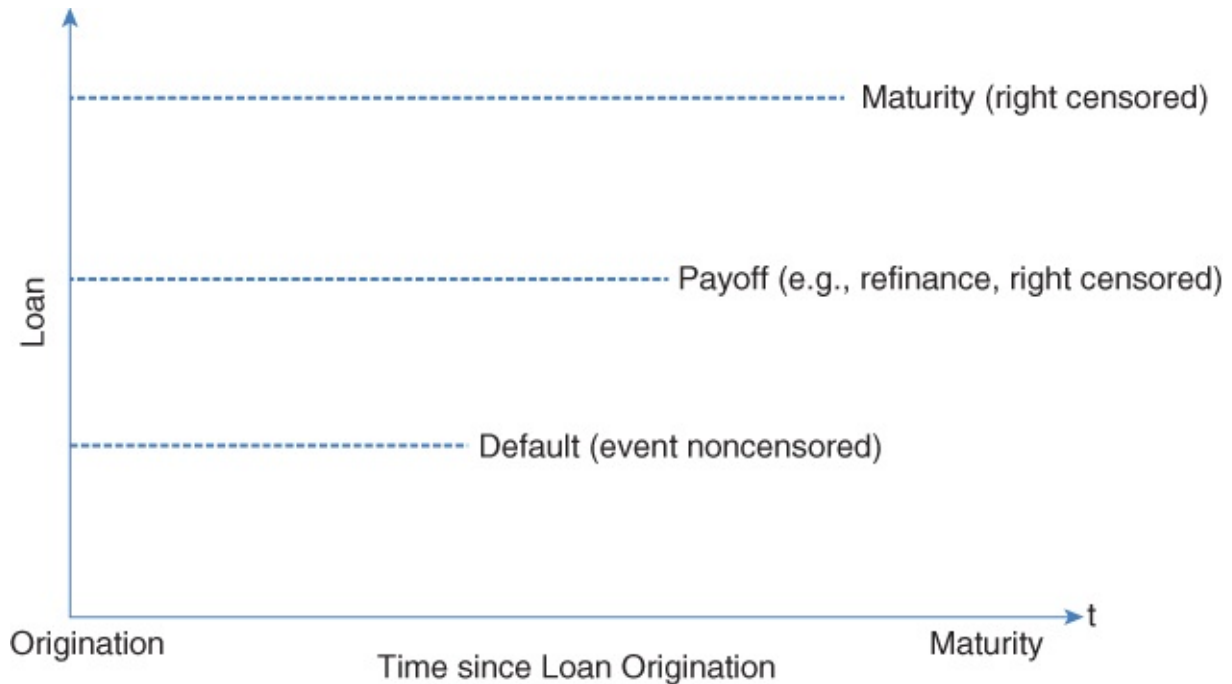 Maturity (right censored)
Payoff (e.g., refinance, right censored)
Loan
Default (event noncensored)
t
Origination
Maturity
Time since Loan Origination